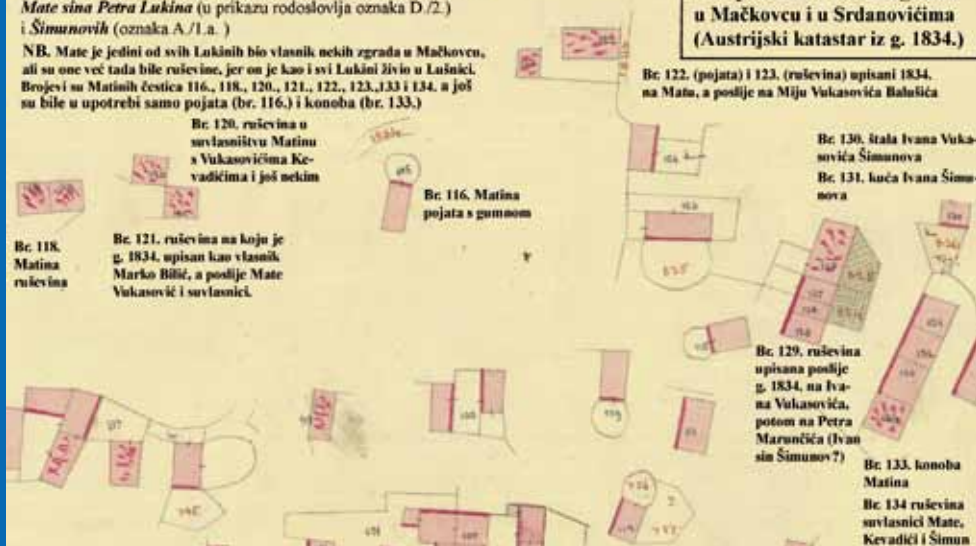 Mate sina Petra Lukina (u prikazu rodoslovlja oznaka D./2.)
i Šimunovih (oznaka A./1.a. )
NB. Mate je jedini od svih Lukinih bio vlasnik nekih zgrada u Mačkovcu,
ali su one već tada bile ruševine, jer on je kao i svi Lukini živio u Lušnici.
Brojevi su Matinih čestica 116., 118., 120., 121., 122., 123.,133 i 134. a još
su bile u upotrebi samo pojata (br. 116.) i konoba (br. 133.)
u Mačkovcu i u Srdanovićima
(Austrijski katastar iz g. 1834.)
Br. 122. (pojata) i 123. (ruševina) upisani 1834.
na Matu, a poslije na Miju Vukasovića Balušića
Br. 120. ruševina u
suvlasništvu Matinu
s Vukasovićima Ke-
vadićima i još nekim
Br. 116. Matina
pojata s gumnom
Br. 130. štala Ivana Vuka-
sovića Šimunova
Br. 131. kuća Ivana Šimu-
nova
Br. 118.
Matina
ruševina
Br. 121. ruševina na koju je
g. 1834. upisan kao vlasnik
Marko Bilić, a poslije Mate
Vukasović i suvlasnici.
Br. 129. ruševina
upisana poslije
g. 1834. na Iva-
na Vukasovića,
potom na Petra
Marunčića (Ivan
sin Šimunov?)
Br. 133. konoba
Matina
Br. 134 ruševina
suvlasnici Mate,
Kevadići i Šimun